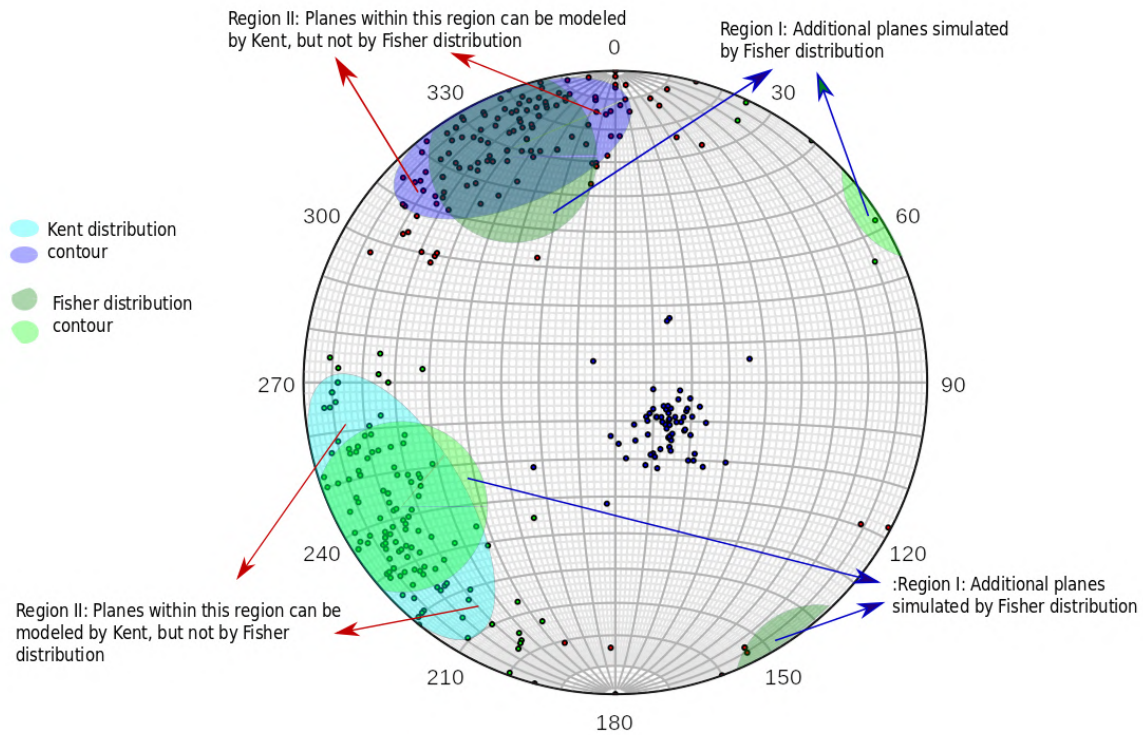 Region II: Planes within this region can be modeled
by Kent, but not by Fisher distribution
Region I: Additional planes simulated
by Fisher distribution
0
330
30
300
60
Kent distribution
contour
Fisher distribution
contour
270
90
240
120
:Region I: Additional planes
simulated by Fisher distribution
Region II: Planes within this region can be
modeled by Kent, but not by Fisher
distribution
210
150
180